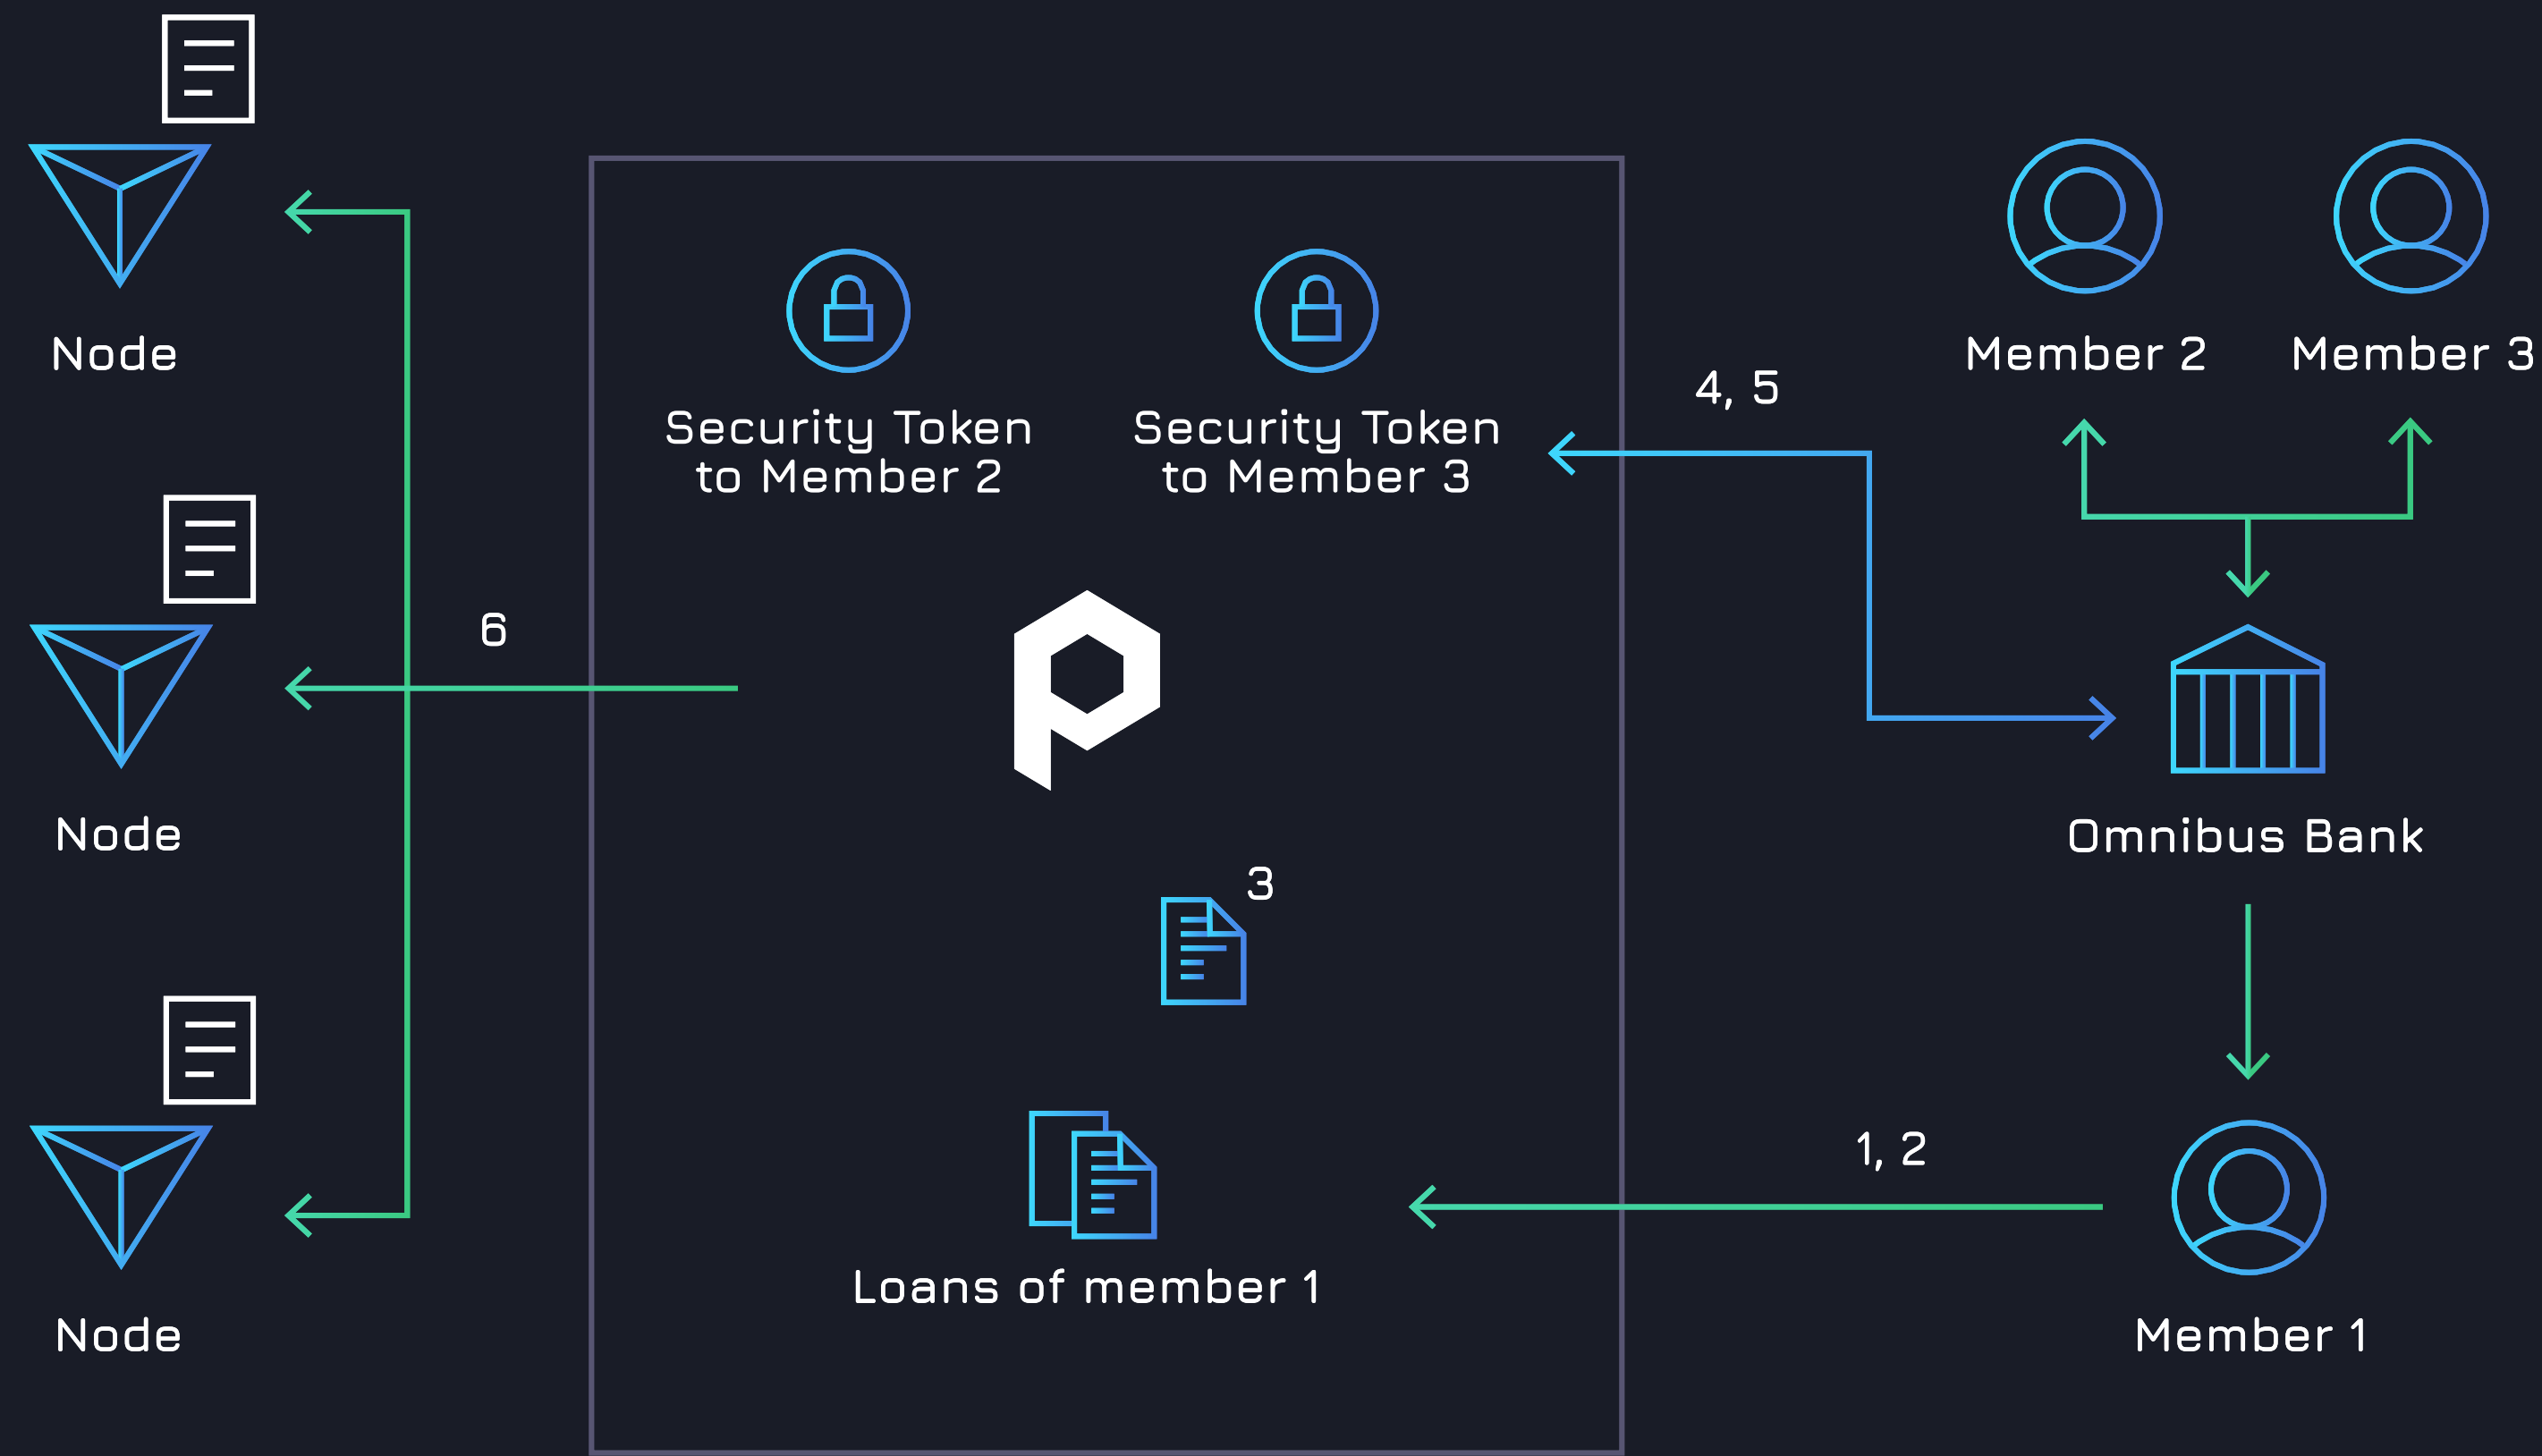 Node
Security Token
to Member 2
Security Token
to Member 3
4, 5
Member 2
Member 3
6
Node
3
Omnibus Bank
1, 2
Loans of member 1
Node
Member 1